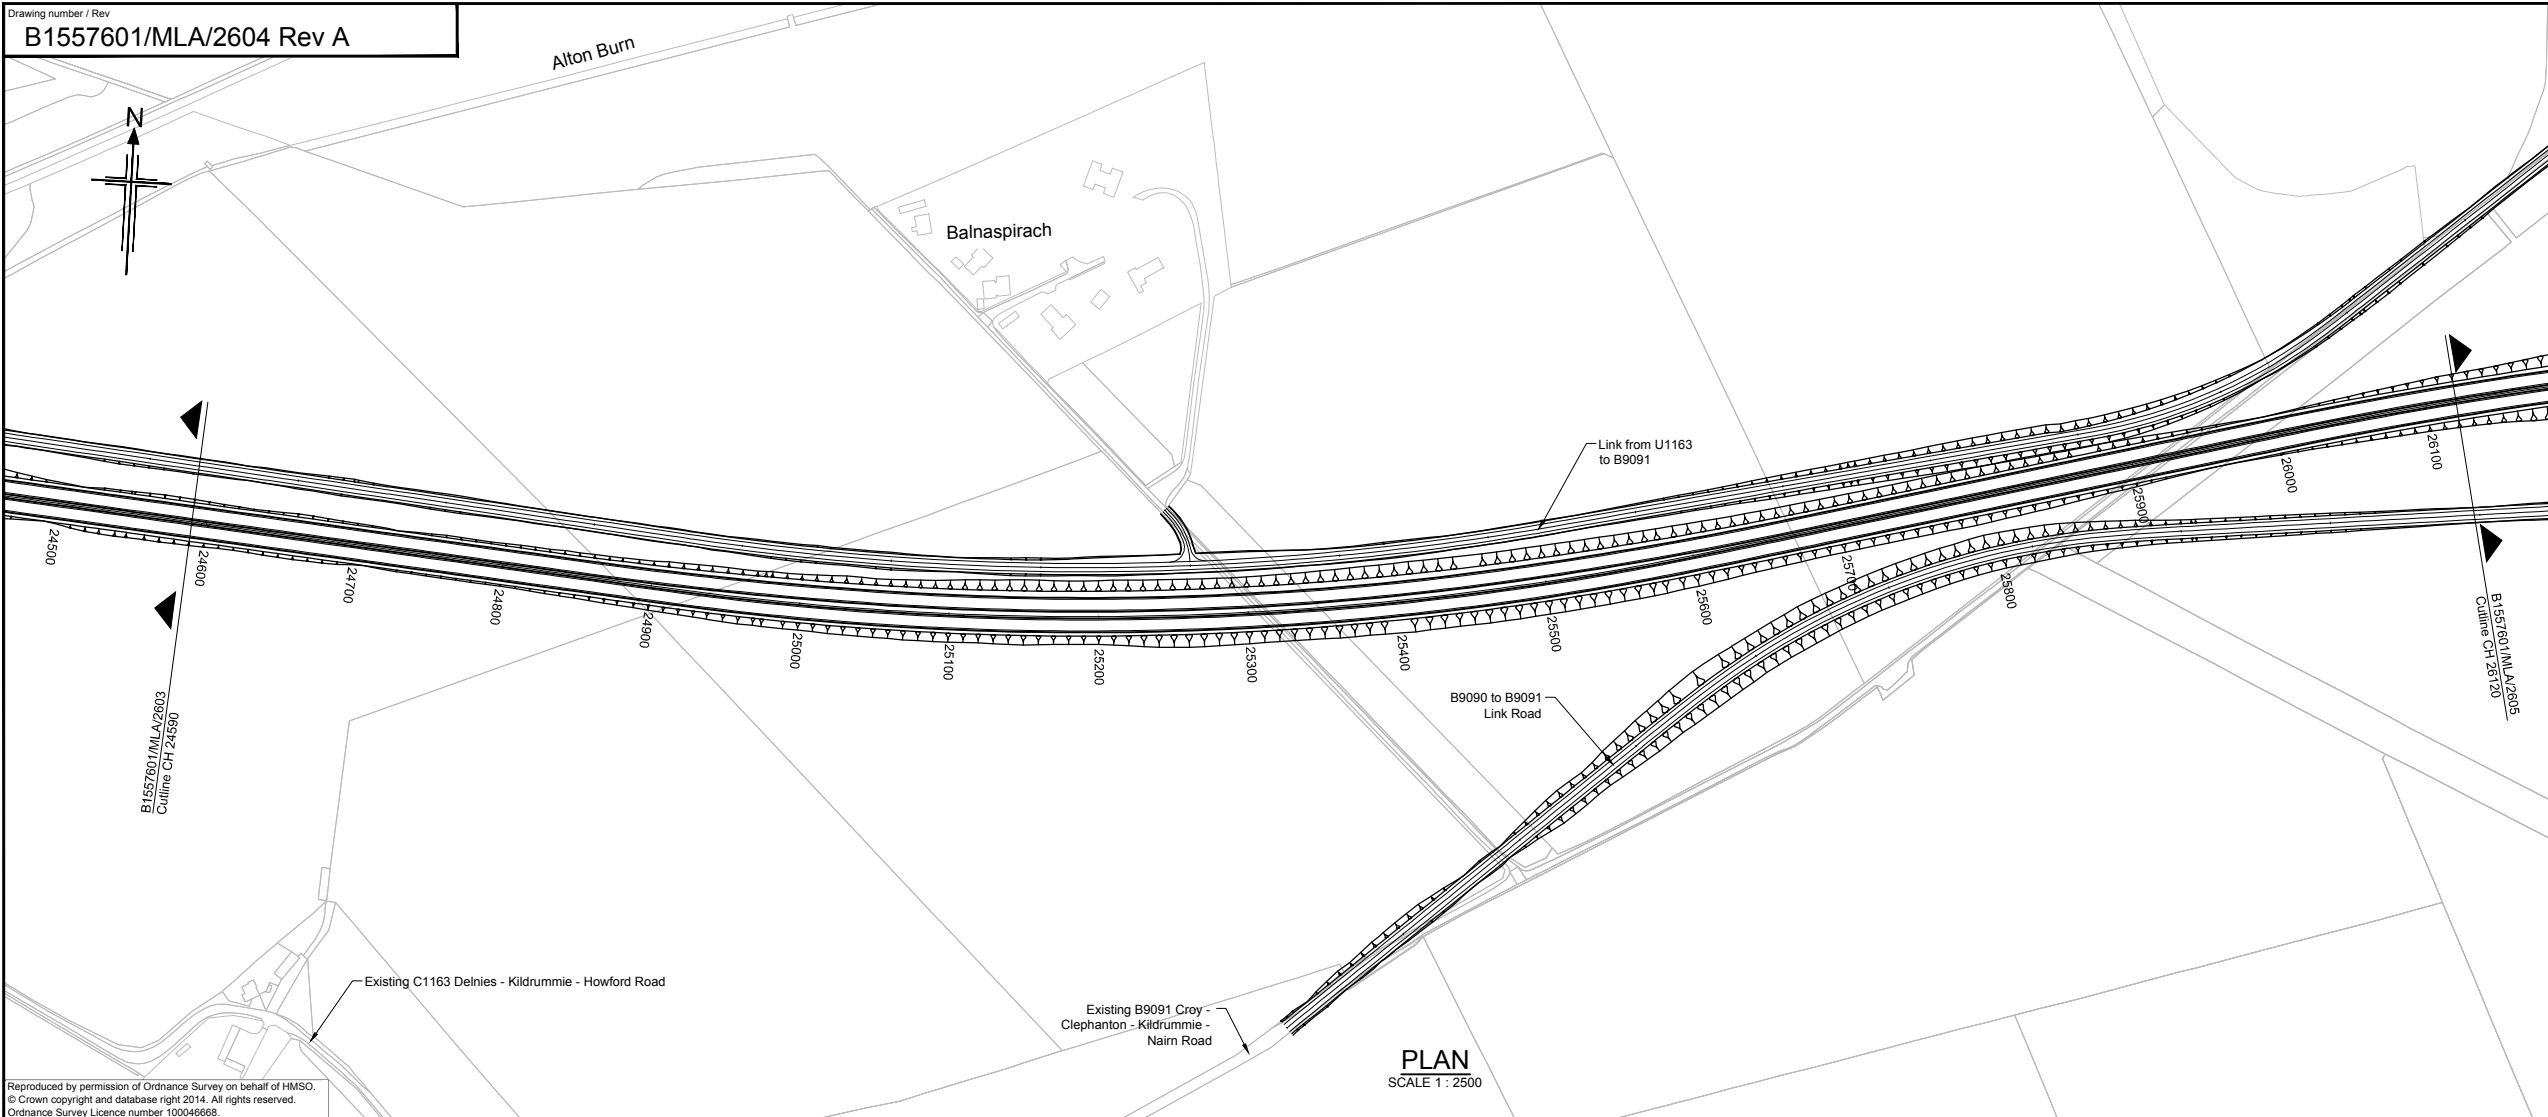 Drawing number / Rev
B1557601/MLA/2604 Rev A
Alton Burn
N
Balnaspirach
Link from U1163
to B9091
24500
24600
24700
24800
24900
25000
25100
25200
25300
25400
25500
25600
25700
25800
25900
26000
26100
B1557601/MLA/2603
Cutline CH 24590
B1557601/MLA/2605
Cutline CH 26120
B9090 to B9091
Link Road
Existing C1163 Delnies - Kildrummie - Howford Road
Existing B9091 Croy -
Clephanton - Kildrummie -
Nairn Road
PLAN
SCALE 1 : 2500
Reproduced by permission of Ordnance Survey on behalf of HMSO.
© Crown copyright and database right 2014. All rights reserved.
Ordnance Survey Licence number 100046668.